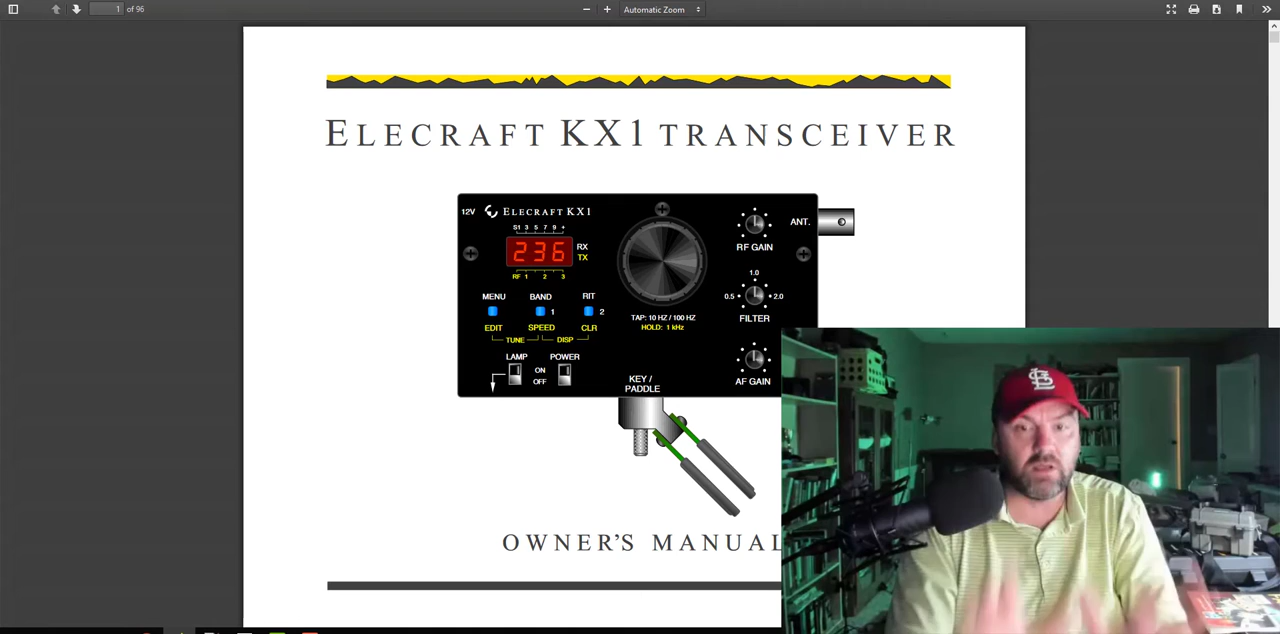 1 of 96
Automatic Zoom
ELECRAFT KX1 TRANSCEIVER
12V
ELECRAFT KX1
ANT.
S1 3 5 7 9 +
236
RX
TX
RF GAIN
RF 1 2 3
1.0
MENU BAND RIT
0.5
2.0
1
2
EDIT SPEED CLR
TAP: 10 HZ / 100 HZ
FILTER
HOLD: 1 kHz
TUNE DISP
LAMP POWER
ON
OFF
KEY /
PADDLE
AF GAIN
OWNER'S MANUAL